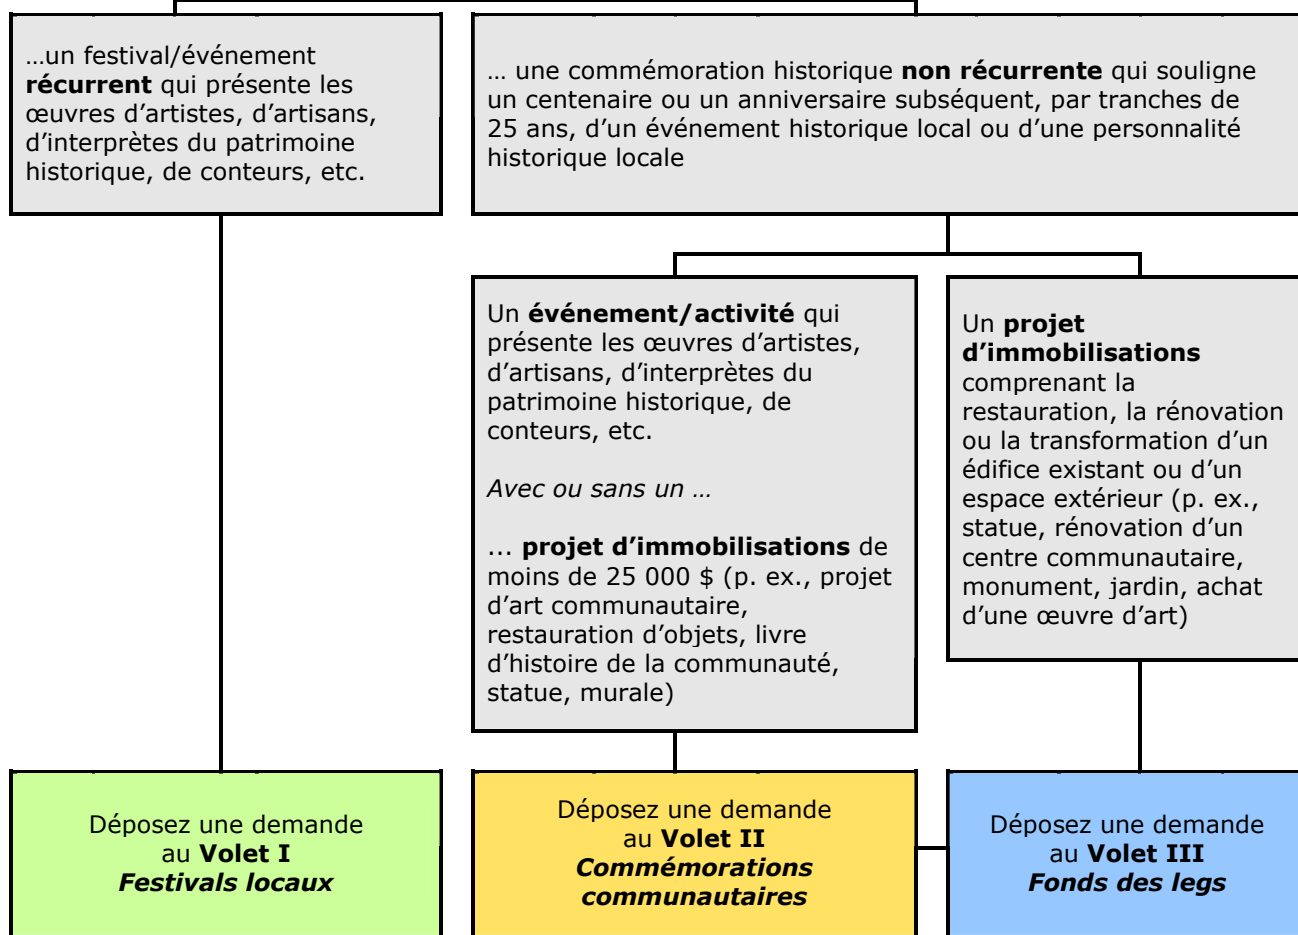 …un festival/événement
récurrent qui présente les
œuvres d’artistes, d’artisans,
d’interprètes du patrimoine
historique, de conteurs, etc.
… une commémoration historique non récurrente qui souligne
un centenaire ou un anniversaire subséquent, par tranches de
25 ans, d’un événement historique local ou d’une personnalité
historique locale
Un événement/activité qui
présente les œuvres d’artistes,
d’artisans, d’interprètes du
patrimoine historique, de
conteurs, etc.
Avec ou sans un …
… projet d’immobilisations de
moins de 25 000 $ (p. ex., projet
d’art communautaire,
restauration d’objets, livre
d’histoire de la communauté,
statue, murale)
Un projet
d’immobilisations
comprenant la
restauration, la rénovation
ou la transformation d’un
édifice existant ou d’un
espace extérieur (p. ex.,
statue, rénovation d’un
centre communautaire,
monument, jardin, achat
d’une œuvre d’art)
Déposez une demande
au Volet I
Festivals locaux
Déposez une demande
au Volet II
Commémorations
communautaires
Déposez une demande
au Volet III
Fonds des legs